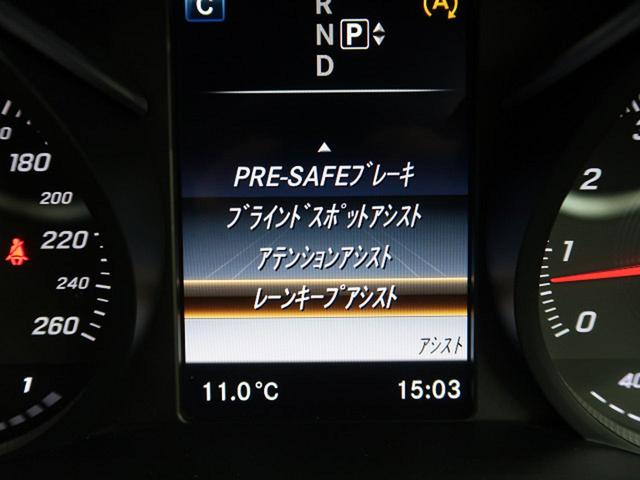 C
R
N P
D
A
180
200
220
240
260
1
▲
PRE-SAFEブレーキ
ブラインドスポットアシスト
アテンションアシスト
レーンキープアシスト
アシスト
11.0°C 15:03
2
1
0